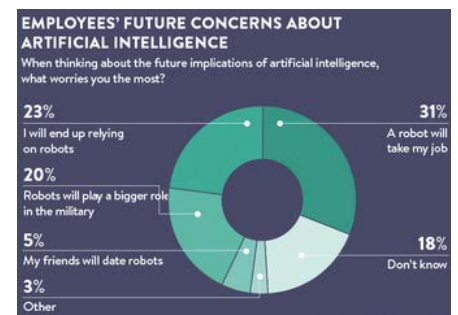 EMPLOYEES' FUTURE CONCERNS ABOUT
ARTIFICIAL INTELLIGENCE
When thinking about the future implications of artificial intelligence,
what worries you the most?
23%
I will end up relying
on robots
20%
Robots will play a bigger role
in the military
5%
My friends will date robots
3%
Other
31%
A robot will
take my job
18%
Don't know